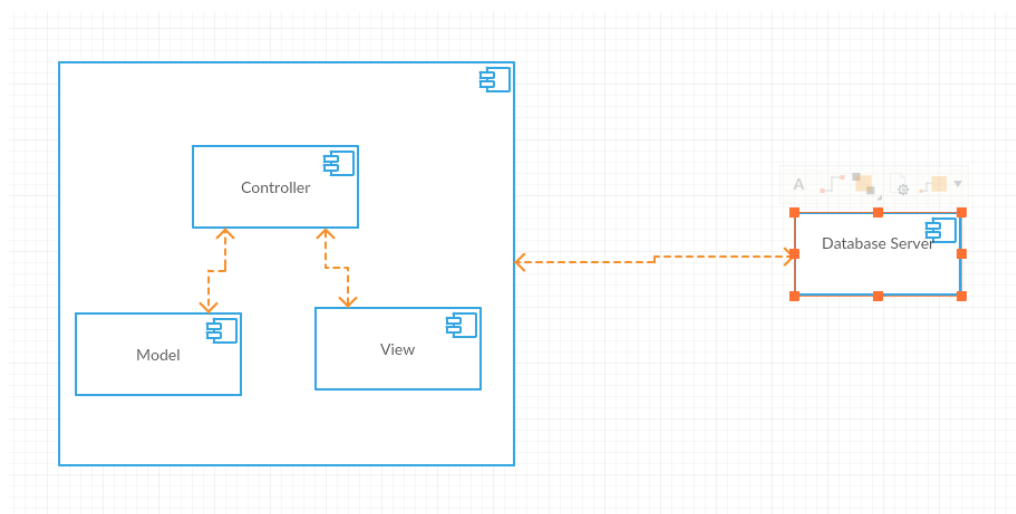 Controller
A
Database Server
Model
View